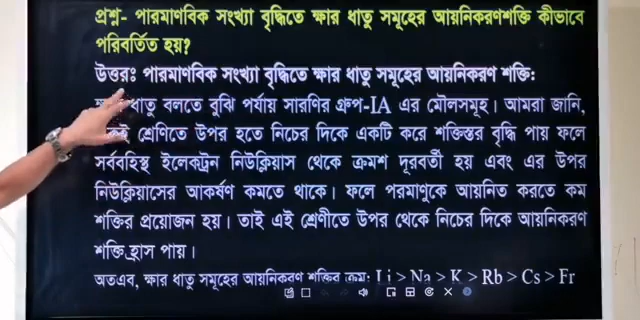 প্রশ্ন- পারমাণবিক সংখ্যা বৃদ্ধিতে ক্ষার ধাতু সমূহের আয়নিকরণশক্তি কীভাবে
পরিবর্তিত হয়?
উত্তরঃ পারমাণবিক সংখ্যা বৃদ্ধিতে ক্ষার ধাতু সমূহের আয়নিকরণ শক্তি:
ধাতু বলতে বুঝি পর্যায় সারণির গ্রুপ-IA এর মৌলসমূহ। আমরা জানি,
শ্রেণিতে উপর হতে নিচের দিকে একটি করে শক্তিস্তর বৃদ্ধি পায় ফলে
সর্ববহিস্থ ইলেকট্রন নিউক্লিয়াস থেকে ক্রমশ দূরবর্তী হয় এবং এর উপর
নিউক্লিয়াসের আকর্ষণ কমতে থাকে। ফলে পরমাণুকে আয়নিত করতে কম
শক্তির প্রয়োজন হয়। তাই এই শ্রেণীতে উপর থেকে নিচের দিকে আয়নিকরণ
শক্তি হ্রাস পায়।
অতএব, ক্ষার ধাতু সমূহের আয়নিকরণ শক্তির ক্রম: Li > Na > K > Rb > Cs > Fr